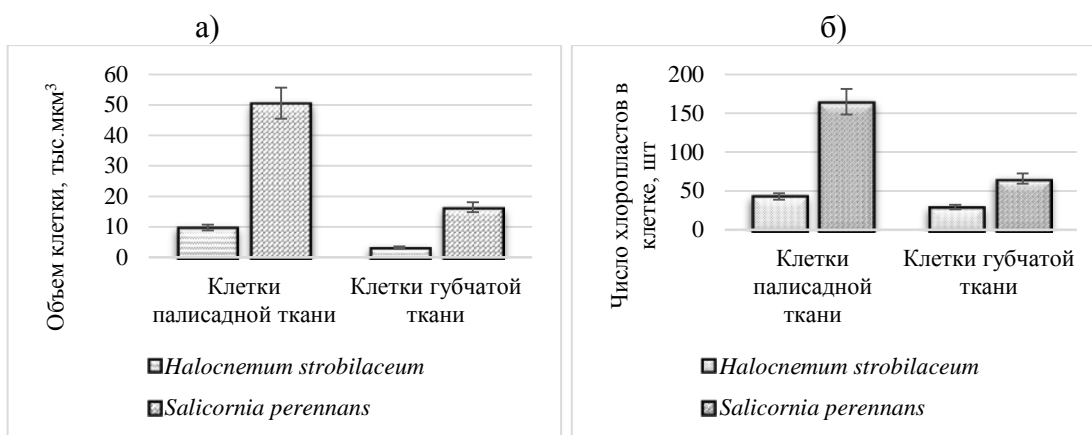 а)
Объем клетки, тыс.мкм³
60
50
40
30
20
10
0
Клетки
палисадной ткани
Клетки губчатой
ткани
Halocnemum strobilaceum
Salicornia perennans
б)
Число хлоропластов в
клетке, шт
200
150
100
50
0
Клетки
палисадной
ткани
Клетки губчатой
ткани
Halocnemum strobilaceum
Salicornia perennans